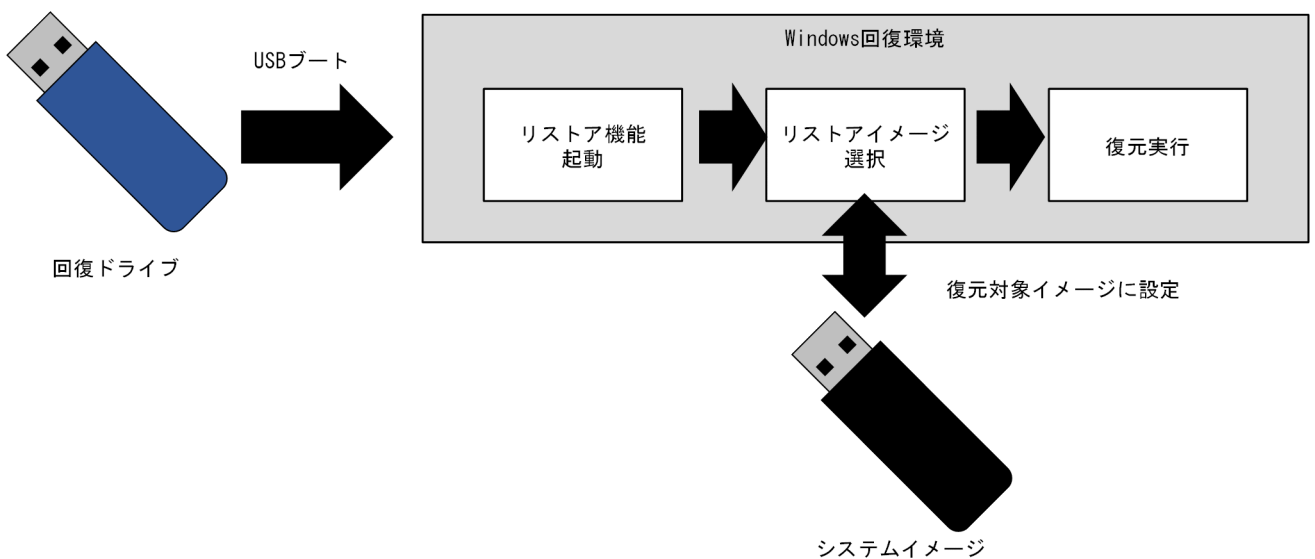 Windows回復環境
USBブート
リストア機能
起動
リストアイメージ
選択
復元実行
回復ドライブ
復元対象イメージに設定
システムイメージ